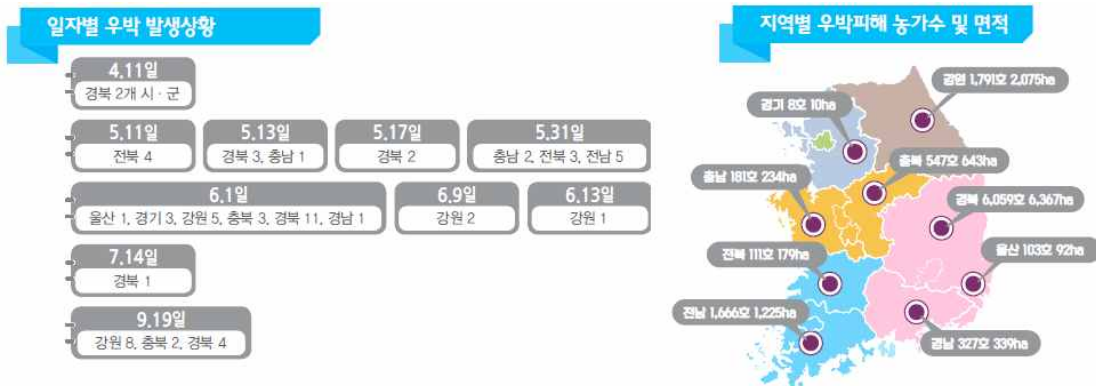 일자별 우박 발생상황
4.11일
경북 2개 시·군
5.11일
전북 4
5.13일
경북 3, 충남 1
5.17일
경북 2
5.31일
충남 2, 전북 3, 전남 5
6.1일
울산 1, 경기 3, 강원 5, 충북 3, 경북 11, 경남 1
6.9일
강원 2
6.13일
강원 1
7.14일
경북 1
9.19일
강원 8, 충북 2, 경북 4
지역별 우박피해 농가수 및 면적
강원 1,791호 2,075ha
경기 8호 10ha
충북 547호 643ha
충남 181호 234ha
경북 6,059호 6,367ha
전북 111호 179ha
울산 103호 92ha
전남 1,666호 1,225ha
경남 327호 339ha